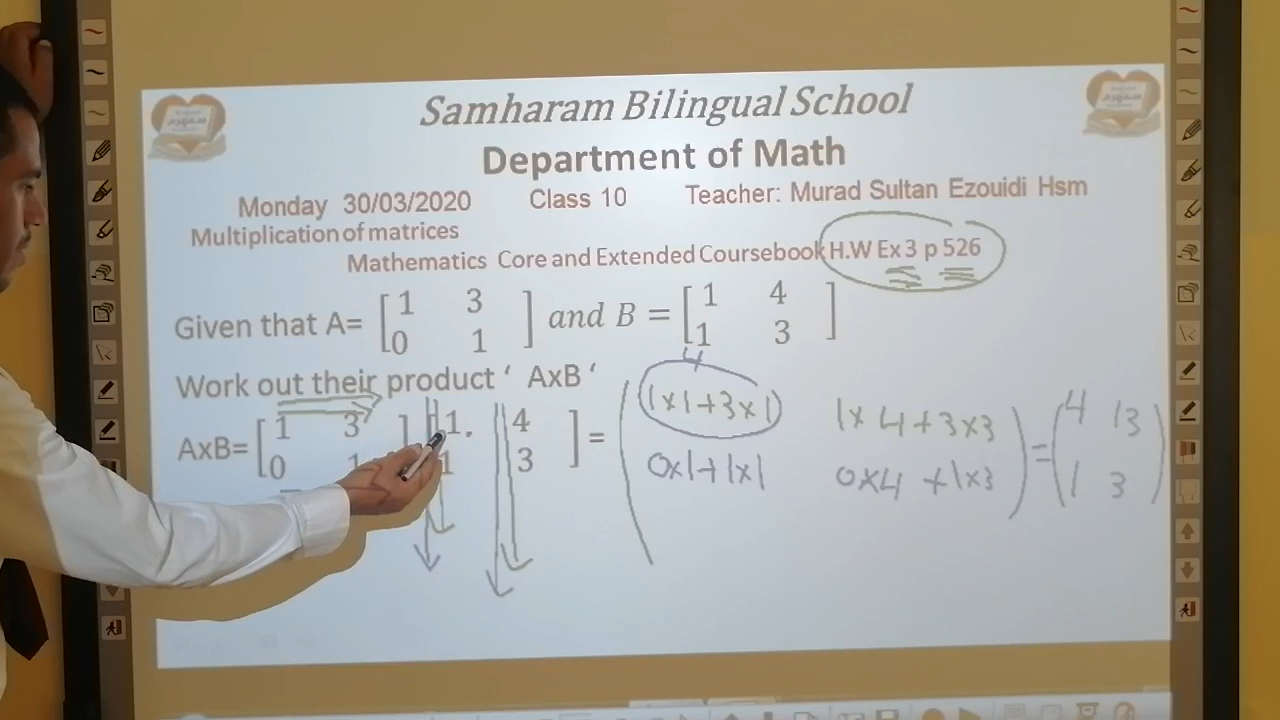 Samharam Bilingual School
Department of Math
Monday 30/03/2020 Class 10 Teacher: Murad Sultan Ezouidi Hsm
Multiplication of matrices
Mathematics Core and Extended Coursebook H.W Ex 3 p 526
Given that A= [1 3 ] and B = [1 4 ]
0 1 1 3
Work out their product ‘ AxB ‘
4
AxB= [1 3 ] 1. 4 ] = (1x1+3x1 1x4+3x3) = (4 13)
0 1 1 3 0x1+1x1 0x4+1x3 1 3